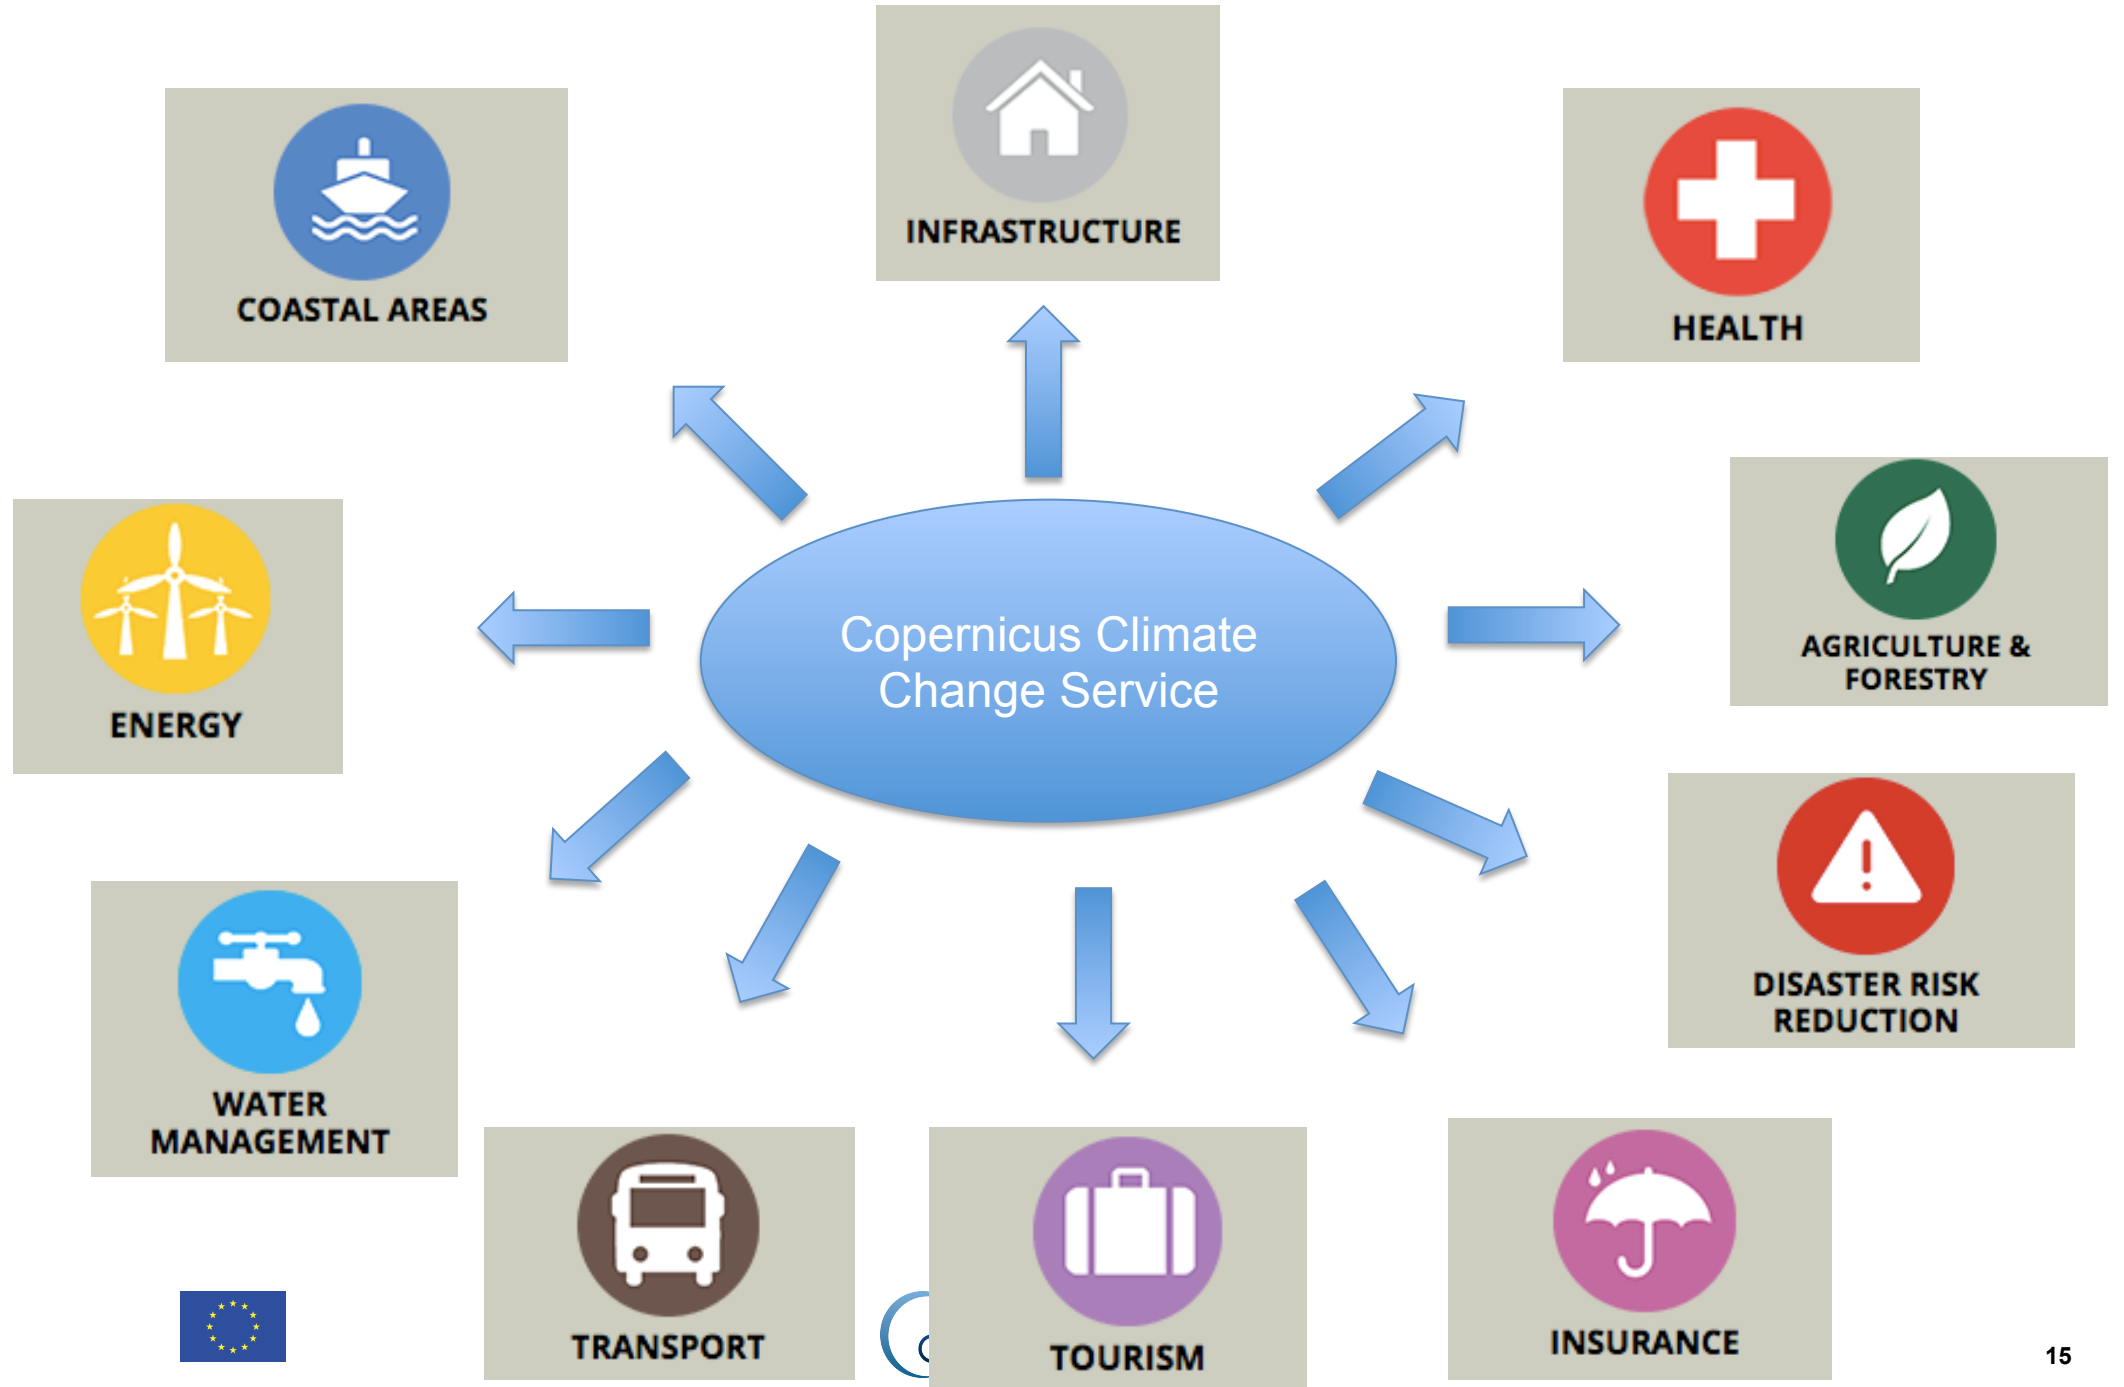 INFRASTRUCTURE
COASTAL AREAS
HEALTH
Copernicus Climate
Change Service
AGRICULTURE &
FORESTRY
ENERGY
DISASTER RISK
REDUCTION
WATER
MANAGEMENT
TRANSPORT
TOURISM
INSURANCE
15